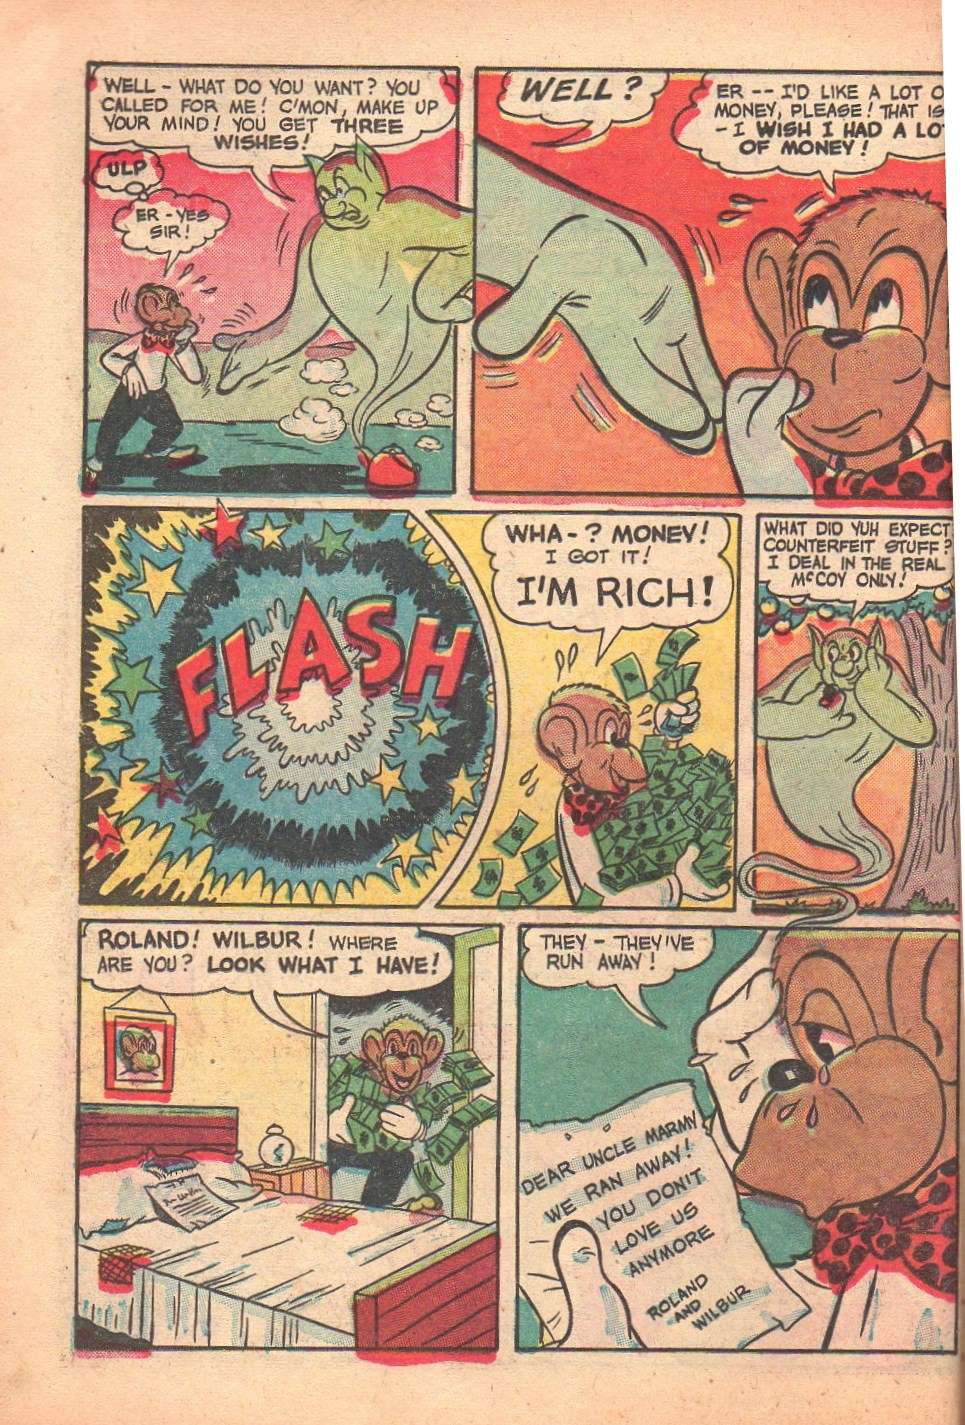 WELL - WHAT DO YOU WANT? YOU
CALLED FOR ME! C'MON, MAKE UP
YOUR MIND! YOU GET THREE
WISHES!
ULP
ER - YES
SIR!
WELL?
ER -- I'D LIKE A LOT O
MONEY, PLEASE! THAT IS
- I WISH I HAD A LO
OF MONEY!
FLASH
WHA-? MONEY!
I GOT IT!
I'M RICH!
WHAT DID YUH EXPECT
COUNTERFEIT STUFF?
I DEAL IN THE REAL
McCOY ONLY!
ROLAND! WILBUR! WHERE
ARE YOU? LOOK WHAT I HAVE!
THEY - THEY'VE
RUN AWAY!
DEAR UNCLE MARMY
WE RAN AWAY!
YOU DON'T
LOVE US
ANYMORE
ROLAND
AND
WILBUR